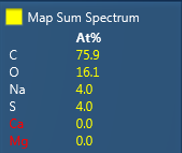 Map Sum Spectrum
At%
C 75.9
O 16.1
Na 4.0
S 4.0
Ca 0.0
Mg 0.0